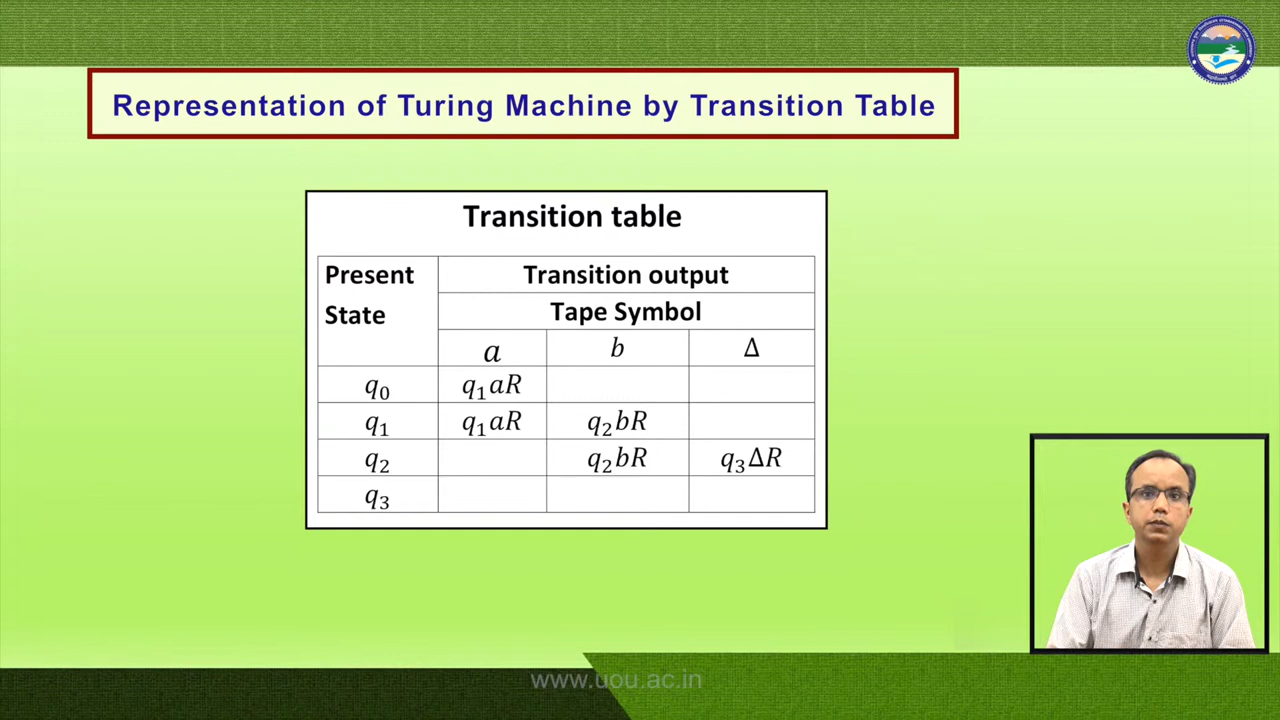 Representation of Turing Machine by Transition Table
Transition table
Present State
Transition output
Tape Symbol
a b Δ
q₀ q₁aR
q₁ q₁aR q₂bR
q₂ q₂bR q₃ΔR
q₃
www.uou.ac.in